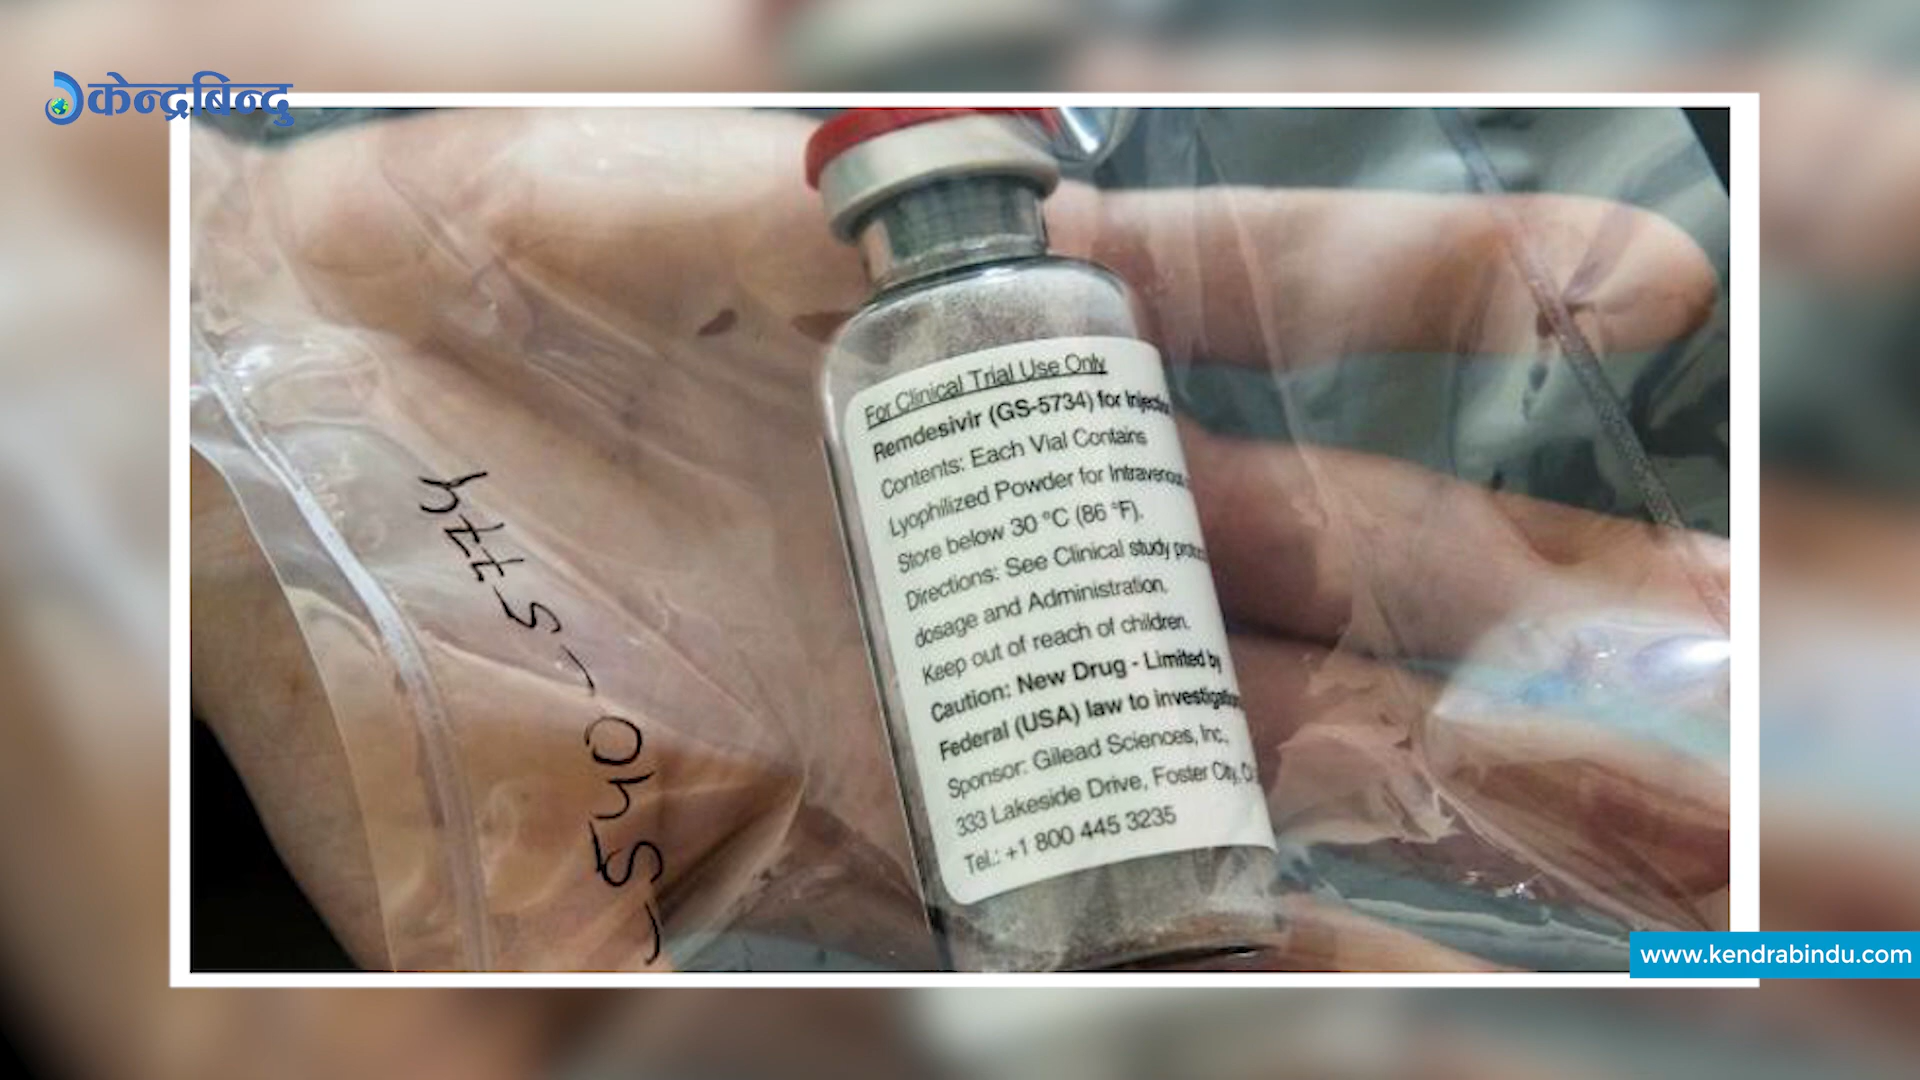 केन्द्रबिन्दु
For Clinical Trial Use Only
Remdesivir (GS-5734) for
Contents: Each Vial Contains
Lyophilized Powder for
Store below 30 °C (86 °F).
Directions: See Clinical study
dosage and Administration.
Keep out of reach of children.
Caution: New Drug - Limited by
Federal (USA) law to
Sponsor: Gilead Sciences, Inc.
333 Lakeside Drive, Foster City,
Tel.: +1 800 445 3235
www.kendrabindu.com